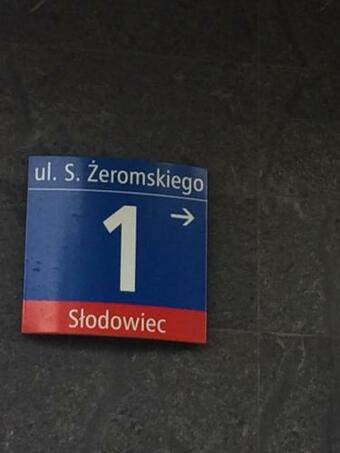 ul. S. Żeromskiego
1 →
Słodowiec